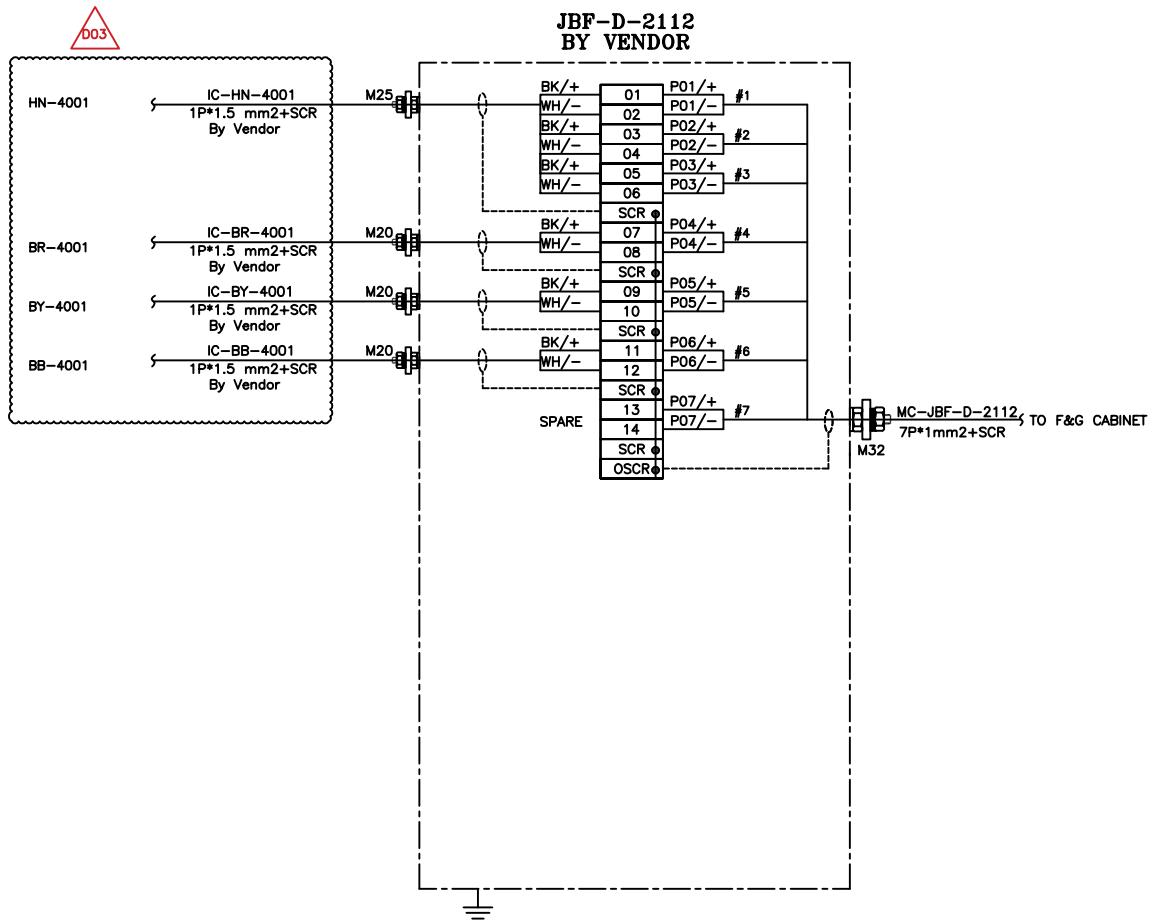 JBF-D-2112
BY VENDOR
D03
HN-4001
IC-HN-4001
1P*1.5 mm2+SCR
By Vendor
M25
BR-4001
IC-BR-4001
1P*1.5 mm2+SCR
By Vendor
M20
BY-4001
IC-BY-4001
1P*1.5 mm2+SCR
By Vendor
M20
BB-4001
IC-BB-4001
1P*1.5 mm2+SCR
By Vendor
M20
BK/+ 01 P01/+ #1
WH/- 02 P01/-
BK/+ 03 P02/+ #2
WH/- 04 P02/-
BK/+ 05 P03/+ #3
WH/- 06 P03/-
SCR
BK/+ 07 P04/+ #4
WH/- 08 P04/-
SCR
BK/+ 09 P05/+ #5
WH/- 10 P05/-
SCR
BK/+ 11 P06/+ #6
WH/- 12 P06/-
SCR
SPARE 13 P07/+ #7
14 P07/-
SCR
OSCR
MC-JBF-D-2112
7P*1mm2+SCR
M32
TO F&G CABINET